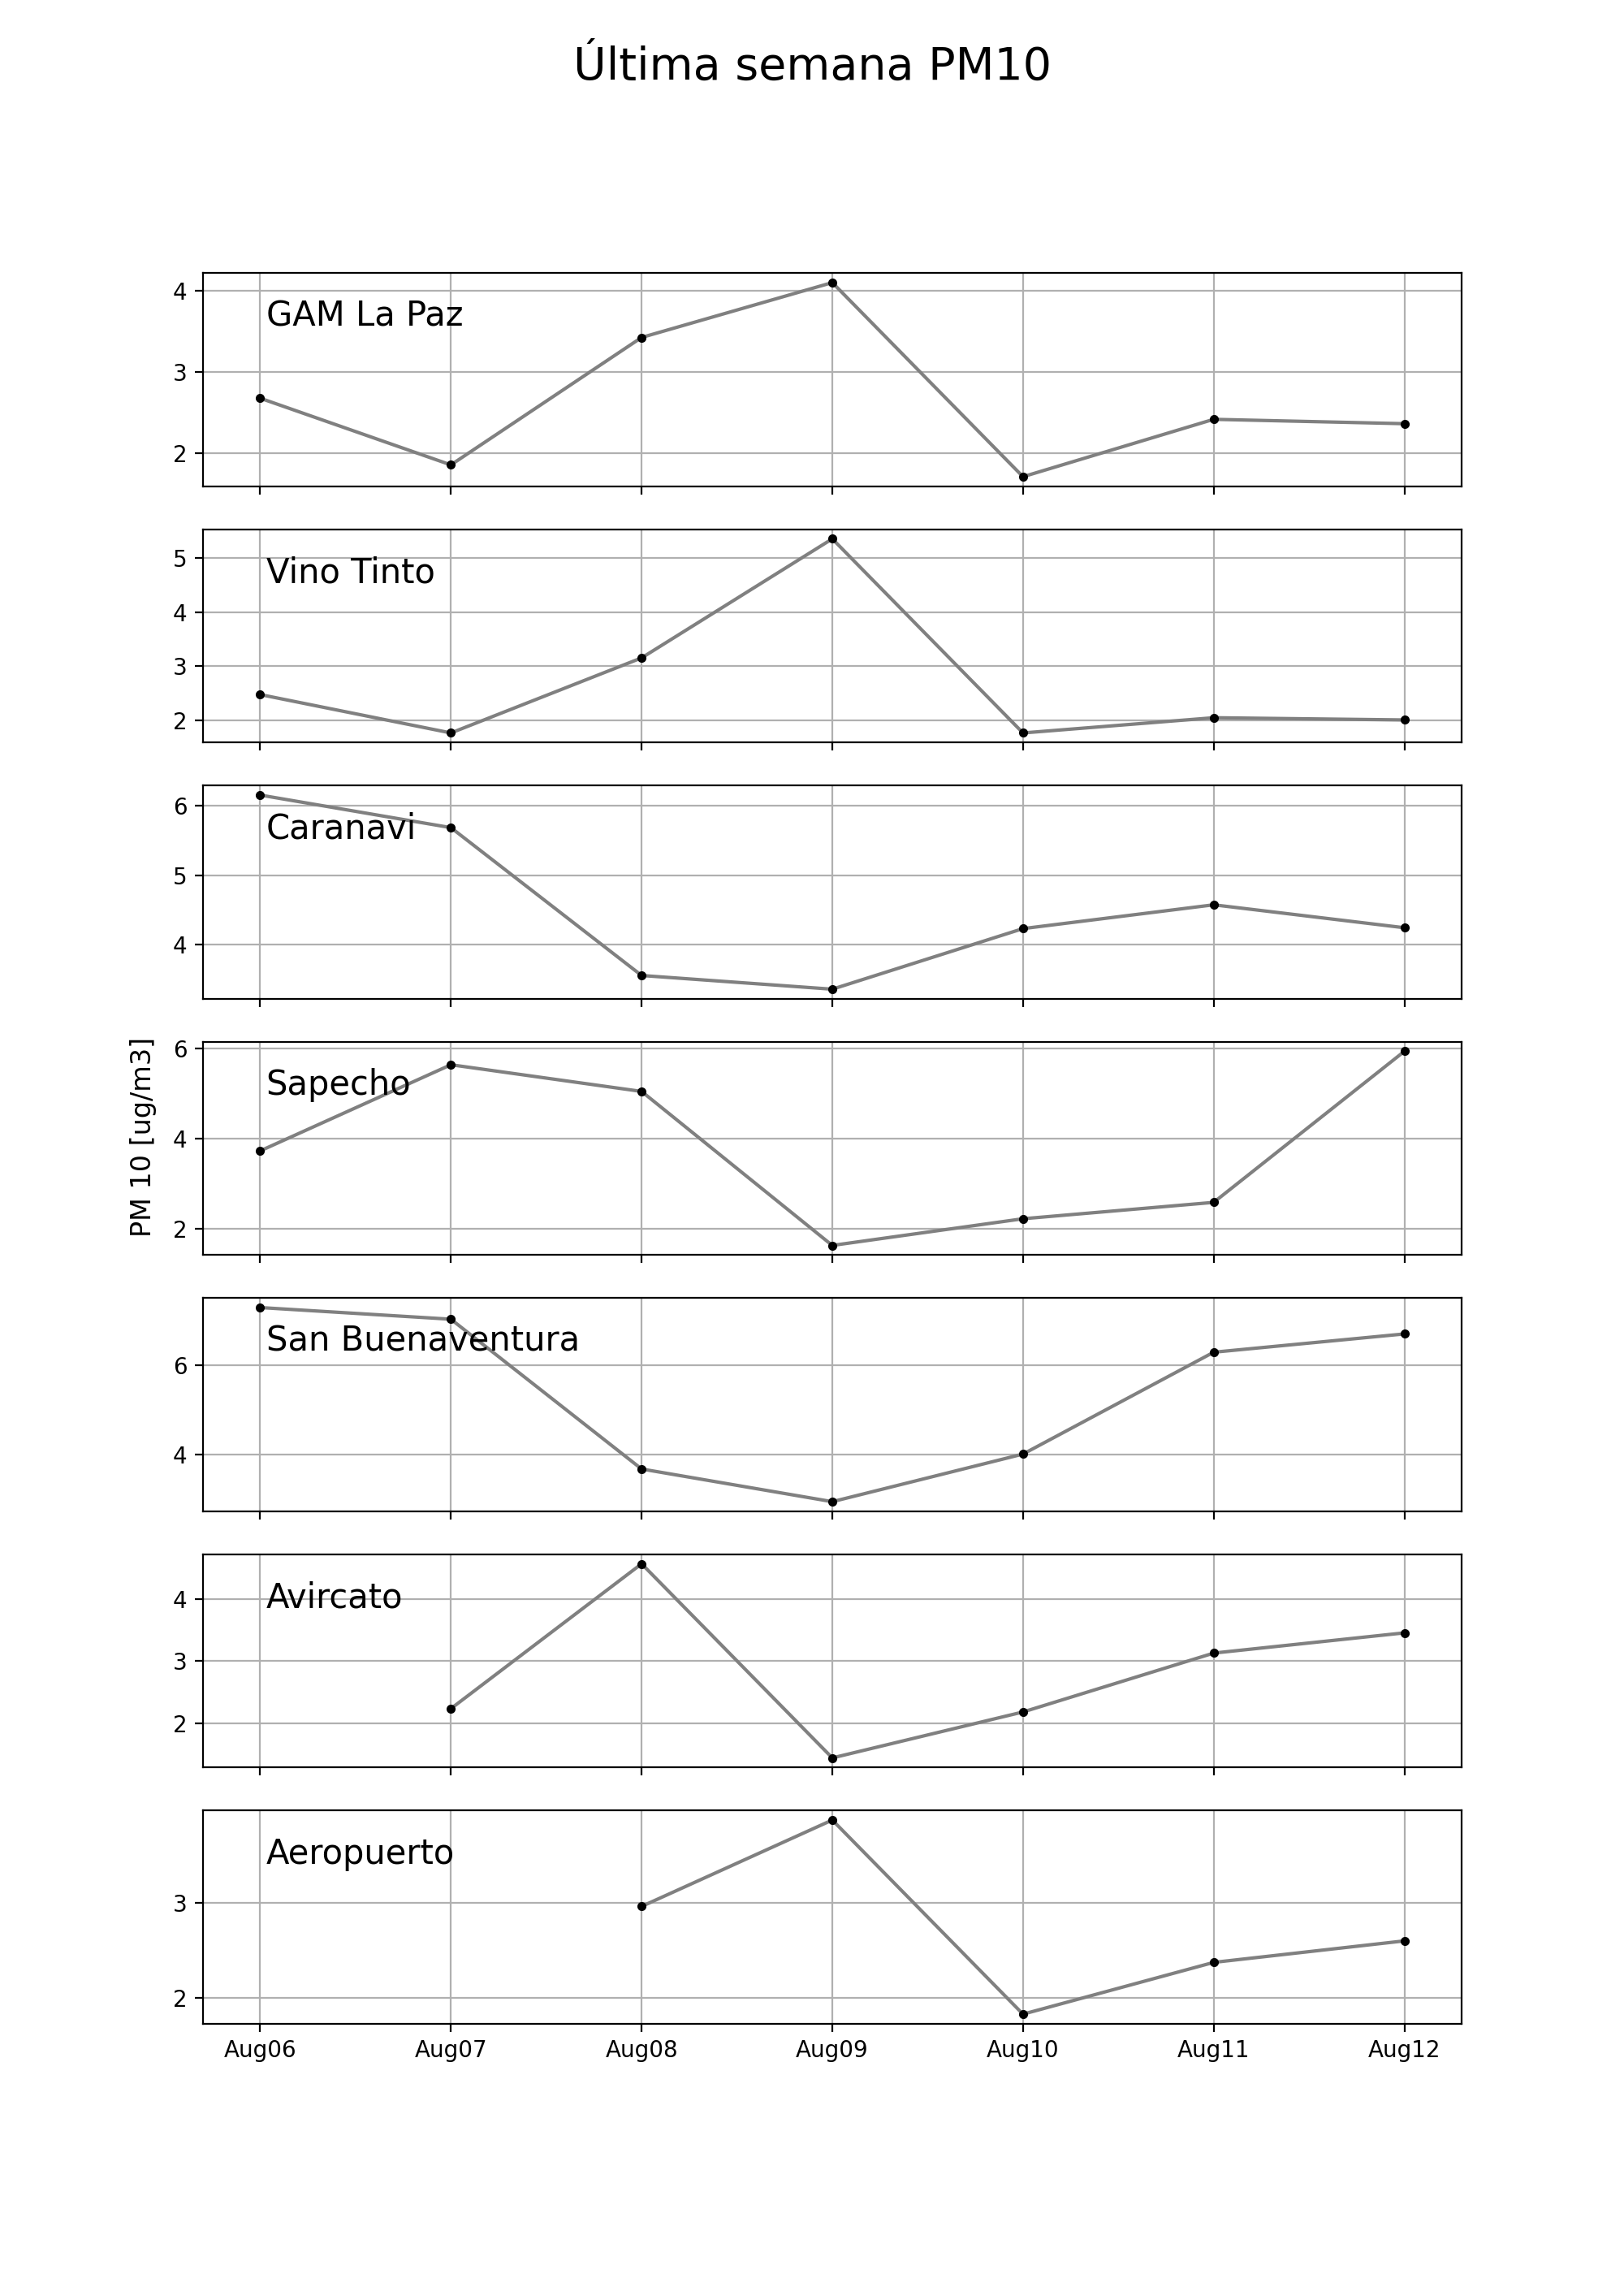 Última semana PM10
4
GAM La Paz
3
2
5
Vino Tinto
4
3
2
6
Caranavi
5
4
PM 10 [ug/m3]
6
Sapecho
4
2
San Buenaventura
6
4
4
Avircato
3
2
Aeropuerto
3
2
Aug06 Aug07 Aug08 Aug09 Aug10 Aug11 Aug12